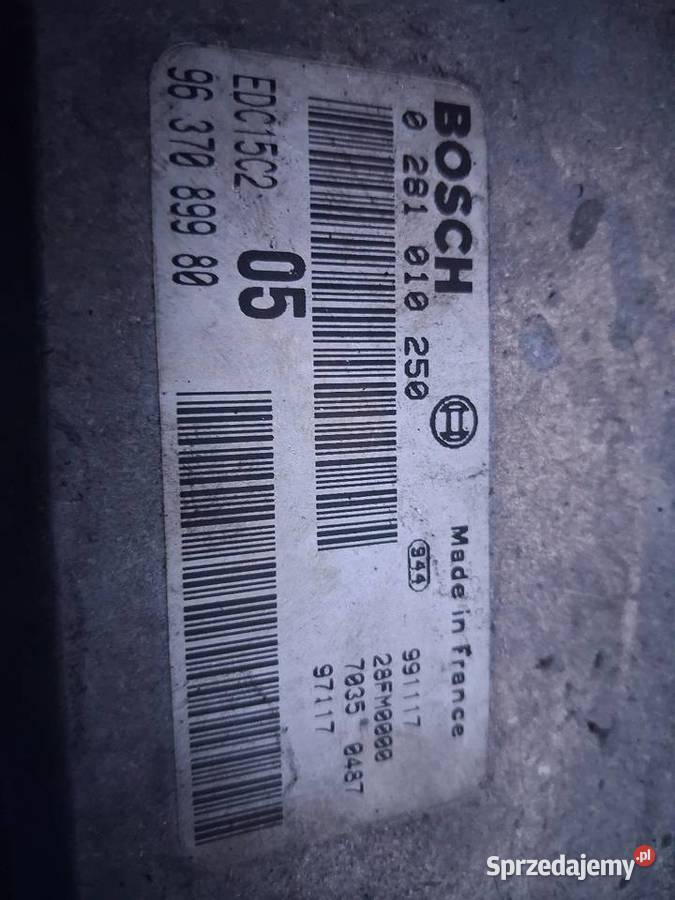 BOSCH
Made in France
0 281 010 250
944
991117
28FM0000
7035 0487
97117
EDC15C2
05
96 370 899 80
Sprzedajemy.pl